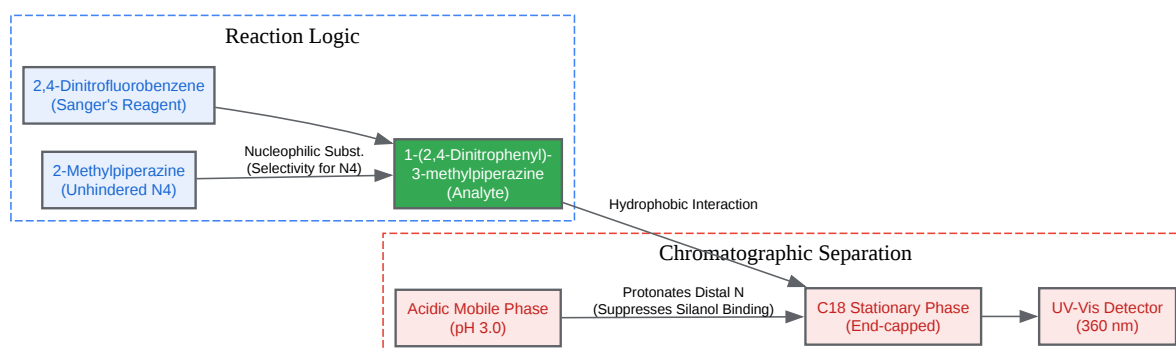 Reaction Logic
2,4-Dinitrofluorobenzene
(Sanger's Reagent)
2-Methylpiperazine
(Unhindered N4)
Nucleophilic Subst.
(Selectivity for N4)
1-(2,4-Dinitrophenyl)-
3-methylpiperazine
(Analyte)
Hydrophobic Interaction
Chromatographic Separation
Acidic Mobile Phase
(pH 3.0)
Protonates Distal N
(Suppresses Silanol Binding)
C18 Stationary Phase
(End-capped)
UV-Vis Detector
(360 nm)